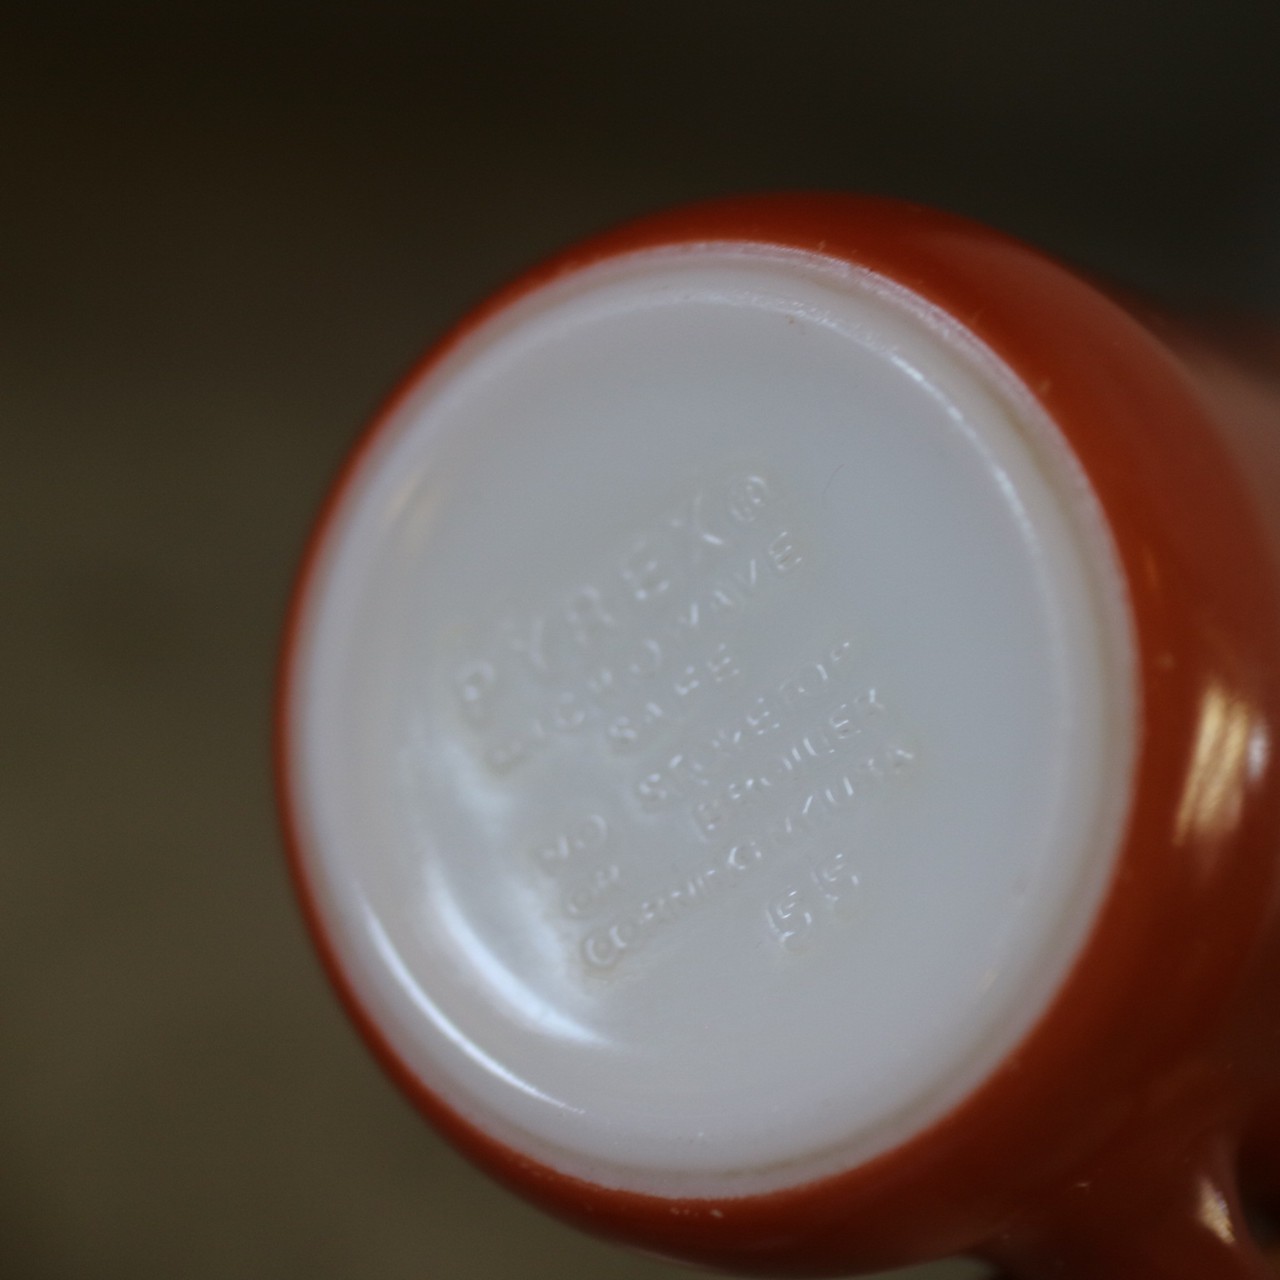 PYREX ®
MICROWAVE
SAFE
NO STOVETOP
OR BROILER
CORNING
55